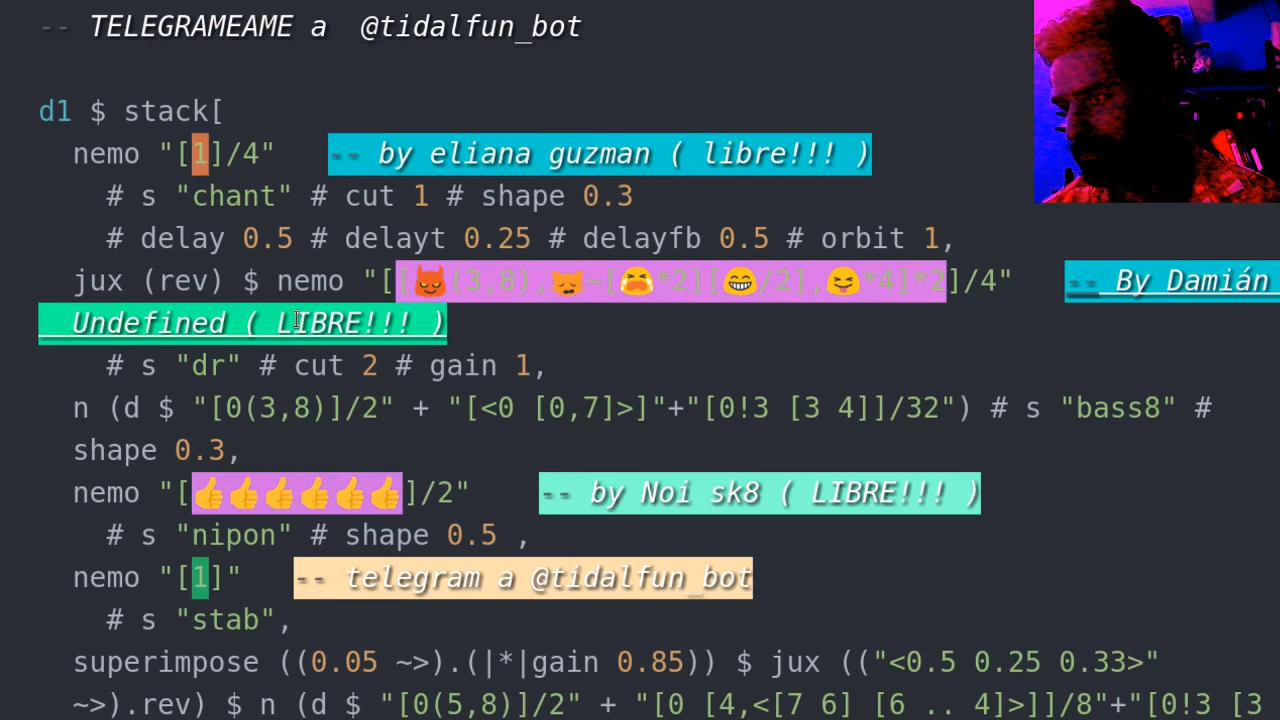 -- TELEGRAMEAME a  @tidalfun_bot
d1 $ stack[
nemo "[1]/4"   -- by eliana guzman ( libre!!! )
# s "chant" # cut 1 # shape 0.3
# delay 0.5 # delayt 0.25 # delayfb 0.5 # orbit 1,
jux (rev) $ nemo "[[👿(3,8),😼~[🤗*2][😁/2],😝*4]*2]/4"   -- By Damián
Undefined ( LIBRE!!! )
# s "dr" # cut 2 # gain 1,
n (d $ "[0(3,8)]/2" + "[<0 [0,7]>]"+"[0!3 [3 4]]/32") # s "bass8" #
shape 0.3,
nemo "[👍👍👍👍👍👍]/2"    -- by Noi sk8 ( LIBRE!!! )
# s "nipon" # shape 0.5 ,
nemo "[1]"   -- telegram a @tidalfun_bot
# s "stab",
superimpose ((0.05 ~>).(|*|gain 0.85)) $ jux (("<0.5 0.25 0.33>"
~>).rev) $ n (d $ "[0(5,8)]/2" + "[0 [4,<[7 6] [6 .. 4]>]]/8"+"[0!3 [3